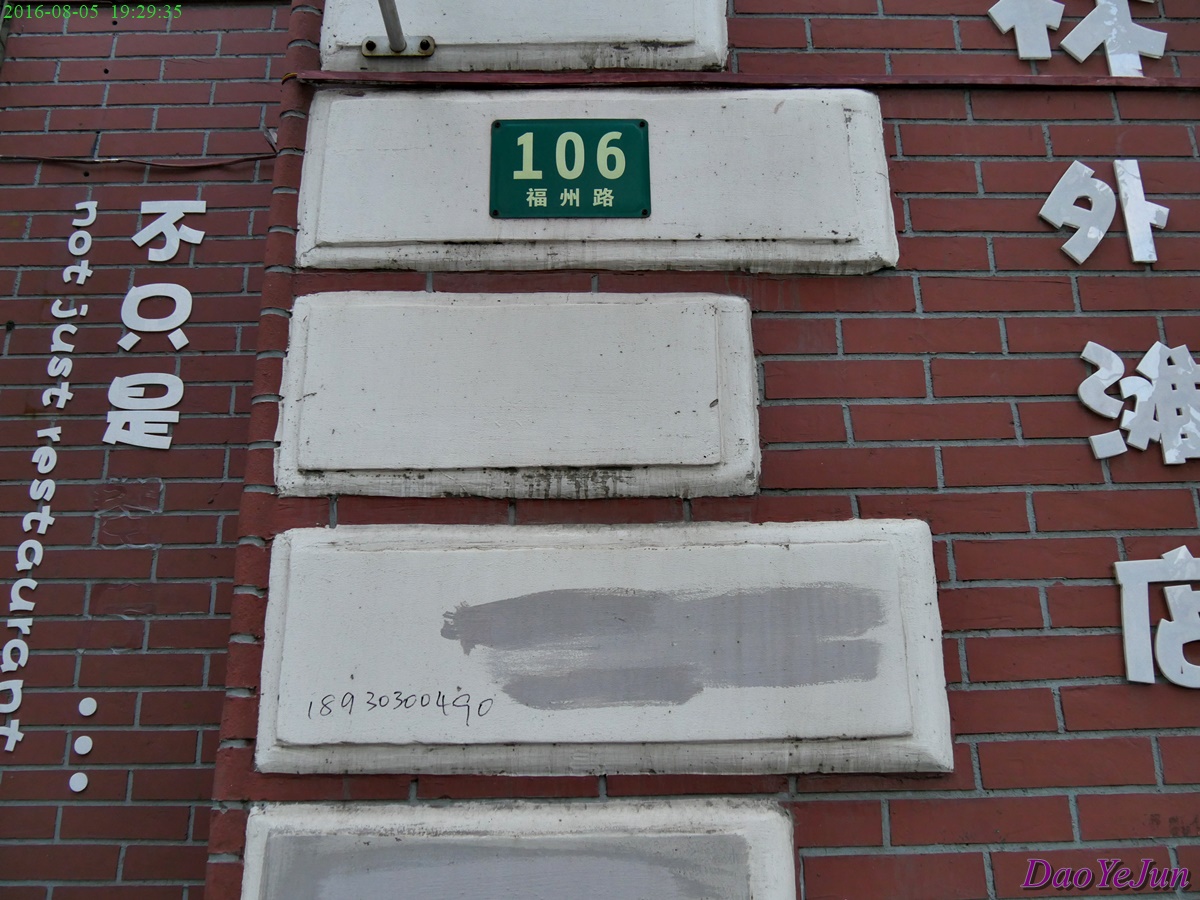 2016-08-05 19:29:35
106
福州路
不只是
not just restaurant
...
外滩店
18930300490
DaoYeJun